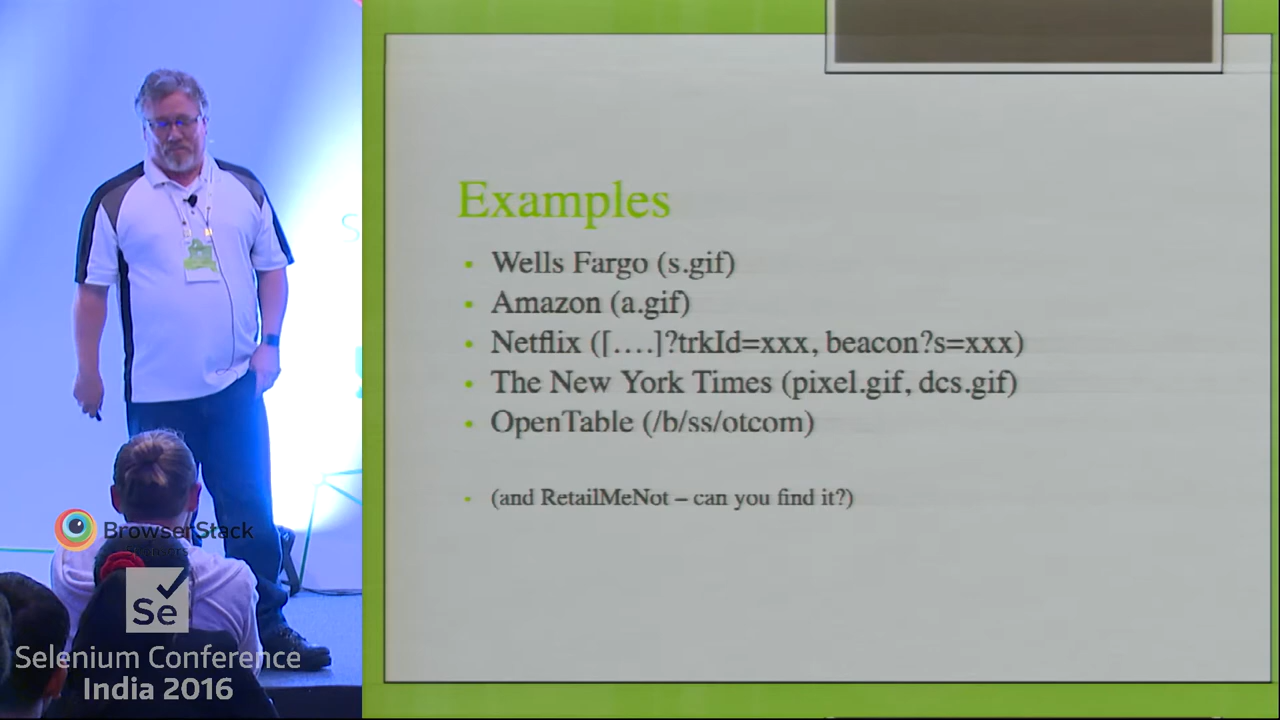 Examples
• Wells Fargo (s.gif)
• Amazon (a.gif)
• Netflix ([….]?trkId=xxx, beacon?s=xxx)
• The New York Times (pixel.gif, dcs.gif)
• OpenTable (/b/ss/otcom)
• (and RetailMeNot – can you find it?)
BrowserStack
Se
Selenium Conference
India 2016